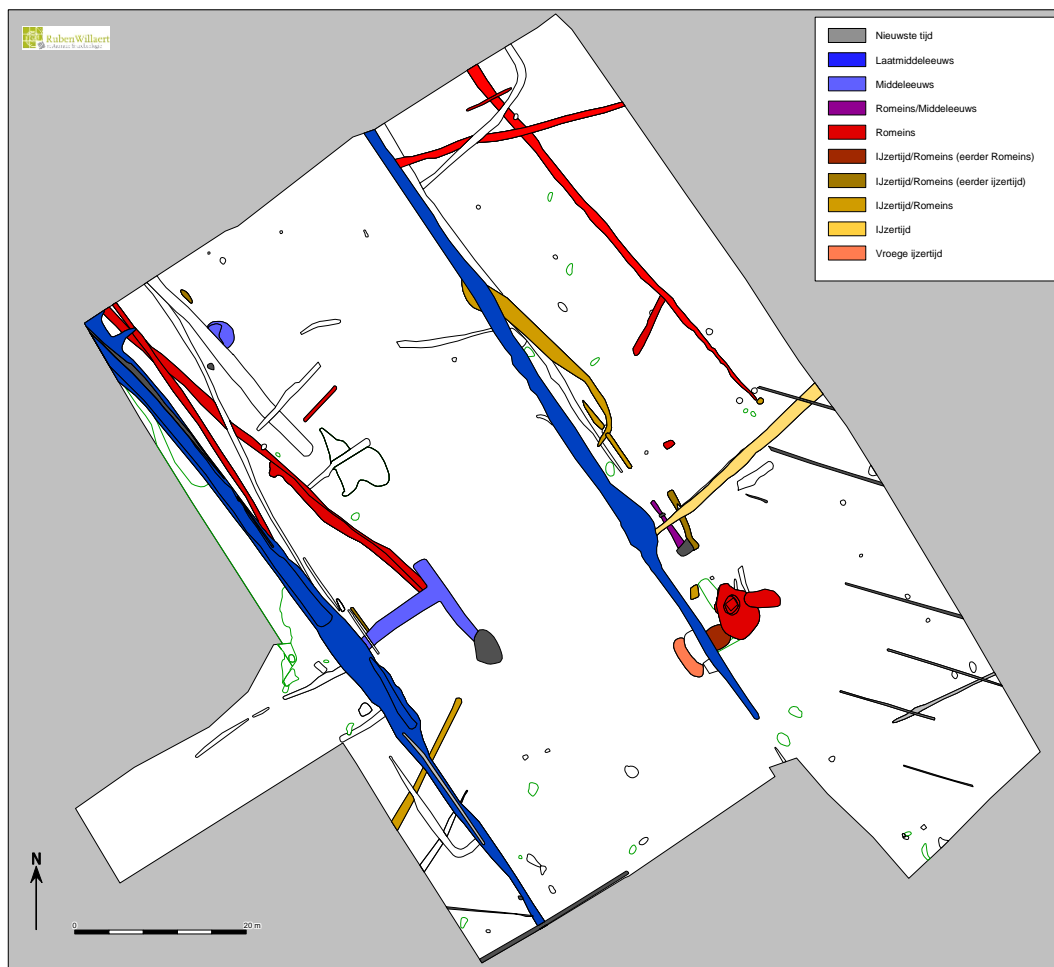 RubenWillaert
Nieuwste tijd
Laatmiddeleeuws
Middeleeuws
Romeins/Middeleeuws
Romeins
IJzertijd/Romeins (eerder Romeins)
IJzertijd/Romeins (eerder ijzertijd)
IJzertijd/Romeins
IJzertijd
Vroege ijzertijd
N
0 20 m